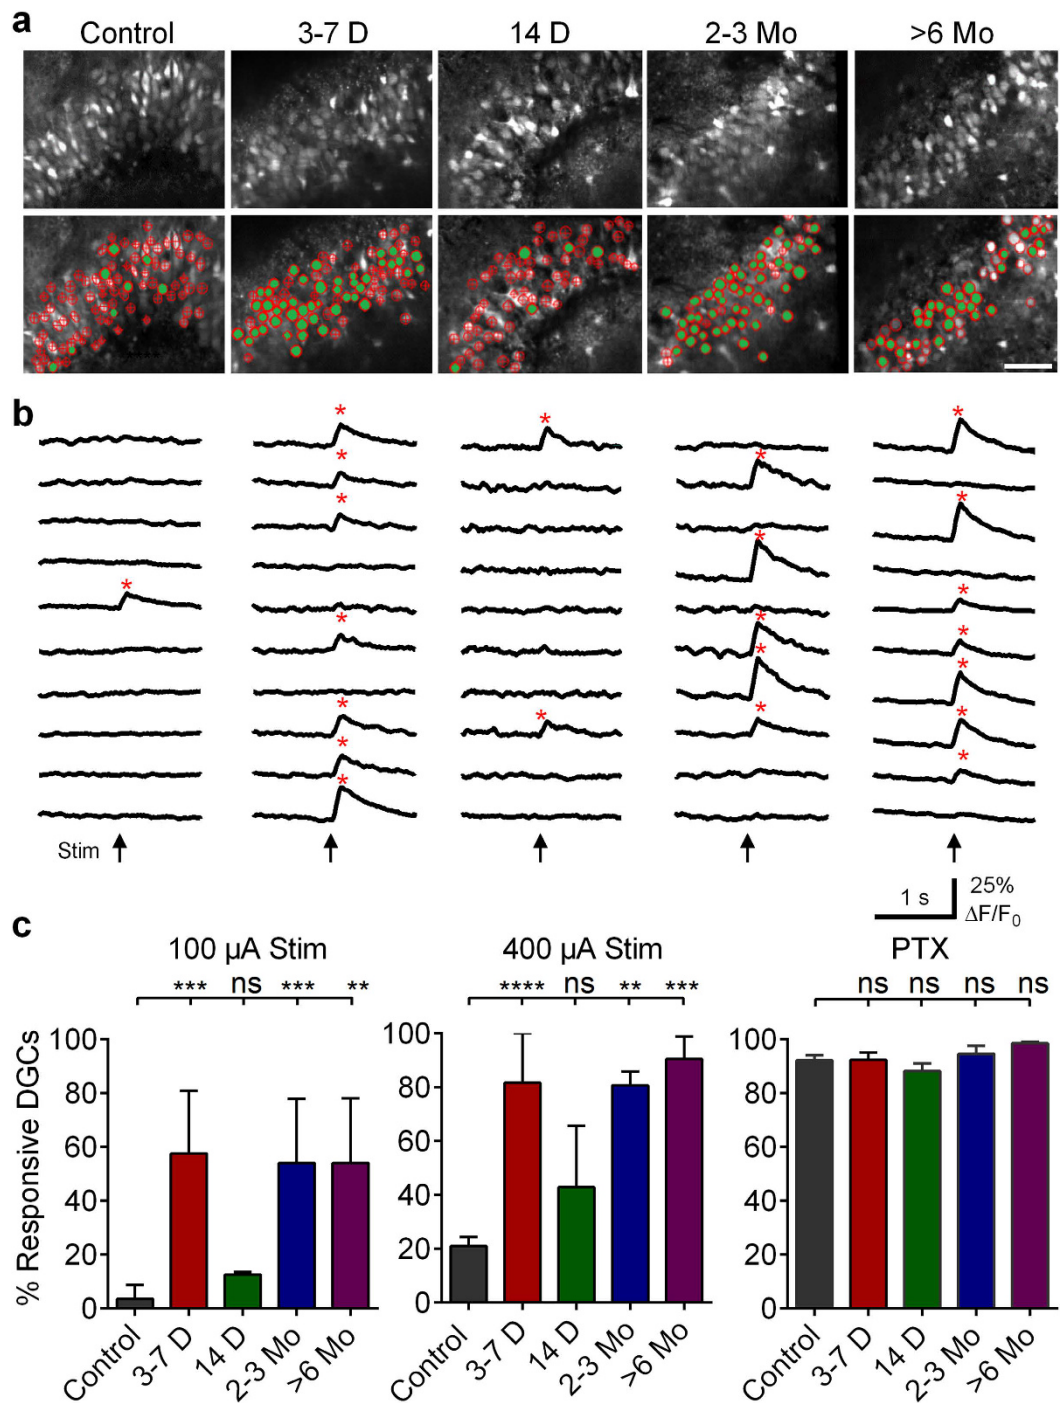 a
Control 3-7 D 14 D 2-3 Mo >6 Mo
b
* * *
* *
* *
* *
* *
* * *
* *
* * *
* *
*
Stim
1 s 25%
ΔF/F0
c
100 µA Stim
*** ns *** **
% Responsive DGCs
100
80
60
40
20
0
Control 3-7 D 14 D 2-3 Mo >6 Mo
400 µA Stim
**** ns ** ***
100
80
60
40
20
0
Control 3-7 D 14 D 2-3 Mo >6 Mo
PTX
ns ns ns ns
100
80
60
40
20
0
Control 3-7 D 14 D 2-3 Mo >6 Mo